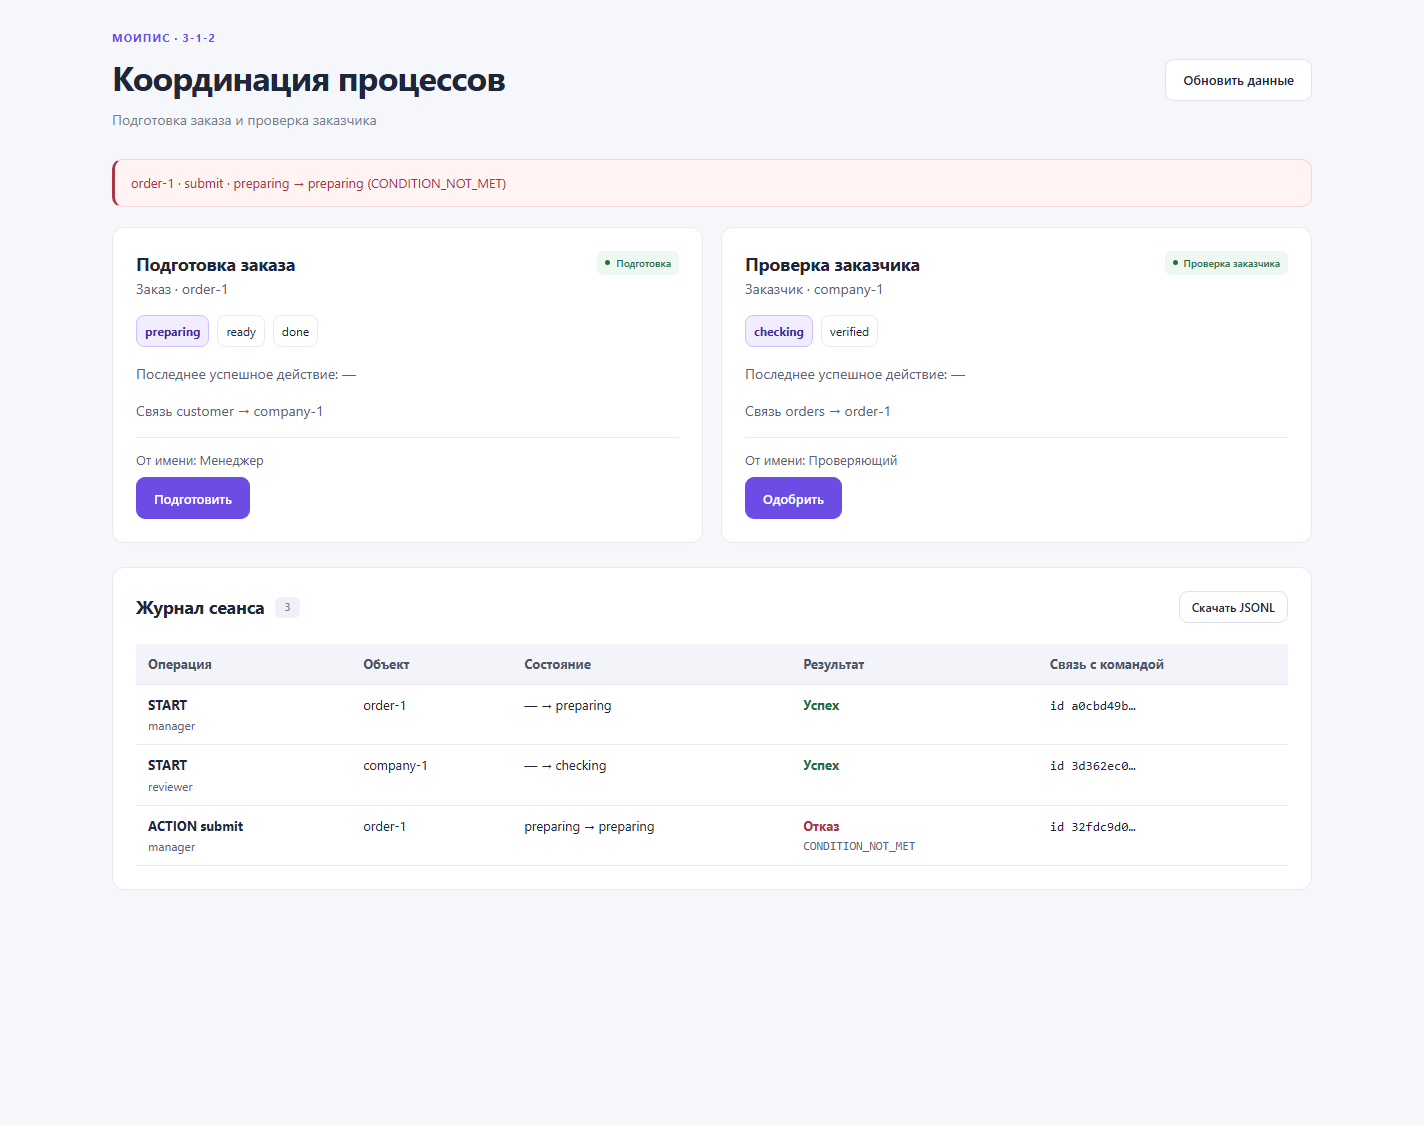 МОИПИС · 3-1-2
Координация процессов
Обновить данные
Подготовка заказа и проверка заказчика
order-1 · submit · preparing → preparing (CONDITION_NOT_MET)
Подготовка заказа
Подготовка
Заказ · order-1
preparing ready done
Последнее успешное действие: —
Связь customer → company-1
От имени: Менеджер
Подготовить
Проверка заказчика
Проверка заказчика
Заказчик · company-1
checking verified
Последнее успешное действие: —
Связь orders → order-1
От имени: Проверяющий
Одобрить
Журнал сеанса 3
Скачать JSONL
Операция Объект Состояние Результат Связь с командой
START order-1 — → preparing Успех id a0cbd49b…
manager
START company-1 — → checking Успех id 3d362ec0…
reviewer
ACTION submit order-1 preparing → preparing Отказ id 32fdc9d0…
manager CONDITION_NOT_MET